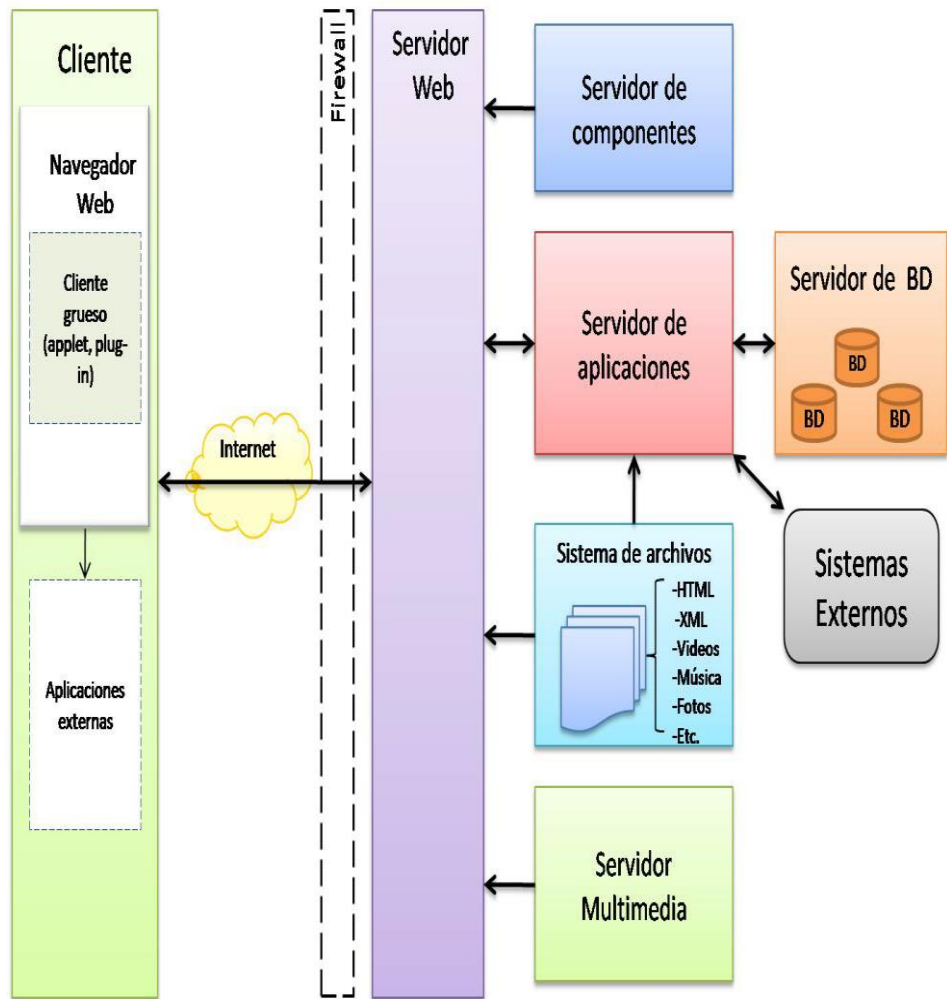 Cliente
Navegador
Web
Cliente
grueso
(applet, plug-
in)
Aplicaciones
externas
Internet
Firewall
Servidor
Web
Servidor de
componentes
Servidor de
aplicaciones
Servidor de BD
BD
BD
BD
Sistema de archivos
-HTML
-XML
-Videos
-Música
-Fotos
-Etc.
Sistemas
Externos
Servidor
Multimedia